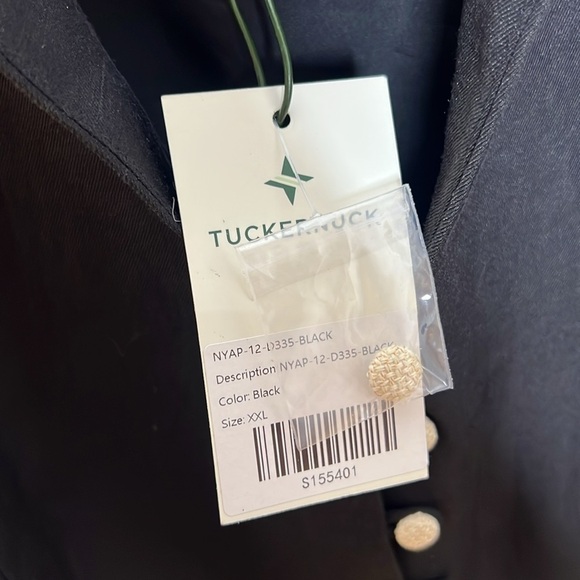 TUCKERNUCK
NYAP-12-D335-BLACK
Description NYAP-12-D335-BLACK
Color: Black
Size: XXL
S155401